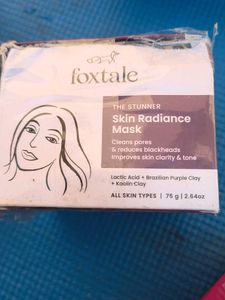 foxtale
THE STUNNER
Skin Radiance
Mask
Cleans pores
& reduces blackheads
Improves skin clarity & tone
Lactic Acid + Brazilian Purple Clay
+ Kaolin Clay
ALL SKIN TYPES | 75 g | 2.64oz